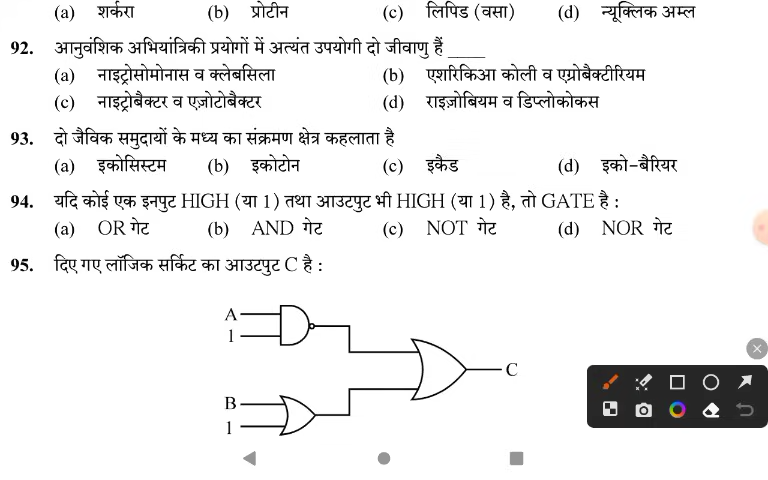 (a) शर्करा (b) प्रोटीन (c) लिपिड (वसा) (d) न्यूक्लिक अम्ल
92. आनुवंशिक अभियांत्रिकी प्रयोगों में अत्यंत उपयोगी दो जीवाणु हैं ____
(a) नाइट्रोसोमोनास व क्लेबसिला (b) एशरिकिआ कोली व एग्रोबैक्टीरियम
(c) नाइट्रोबैक्टर व एज़ोटोबैक्टर (d) राइज़ोबियम व डिप्लोकोकस
93. दो जैविक समुदायों के मध्य का संक्रमण क्षेत्र कहलाता है
(a) इकोसिस्टम (b) इकोटोन (c) इकैड (d) इको-बैरियर
94. यदि कोई एक इनपुट HIGH (या 1) तथा आउटपुट भी HIGH (या 1) है, तो GATE है :
(a) OR गेट (b) AND गेट (c) NOT गेट (d) NOR गेट
95. दिए गए लॉजिक सर्किट का आउटपुट C है :
A
1
C
B
1